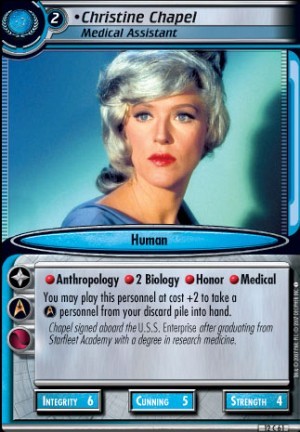 2 •Christine Chapel
Medical Assistant
Human
Anthropology 2 Biology Honor Medical
You may play this personnel at cost +2 to take a
personnel from your discard pile into hand.
Chapel signed aboard the U.S.S. Enterprise after graduating from
Starfleet Academy with a degree in research medicine.
INTEGRITY 6 CUNNING 5 STRENGTH 4
12 C 63